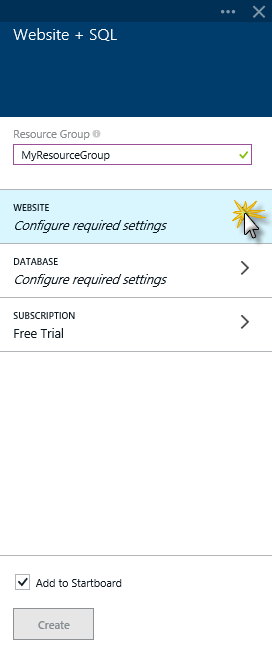 Website + SQL
Resource Group
MyResourceGroup
WEBSITE
Configure required settings
DATABASE
Configure required settings
SUBSCRIPTION
Free Trial
Add to Startboard
Create